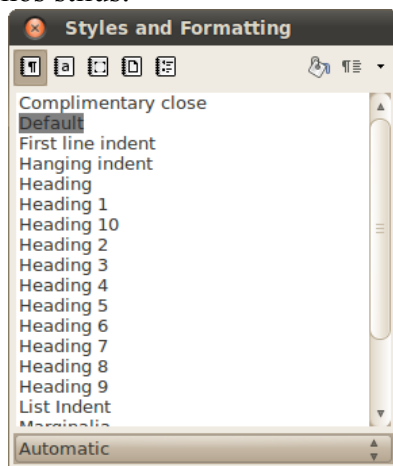 Styles and Formatting
Complimentary close
Default
First line indent
Hanging indent
Heading
Heading 1
Heading 10
Heading 2
Heading 3
Heading 4
Heading 5
Heading 6
Heading 7
Heading 8
Heading 9
List Indent
Marginalia
Automatic